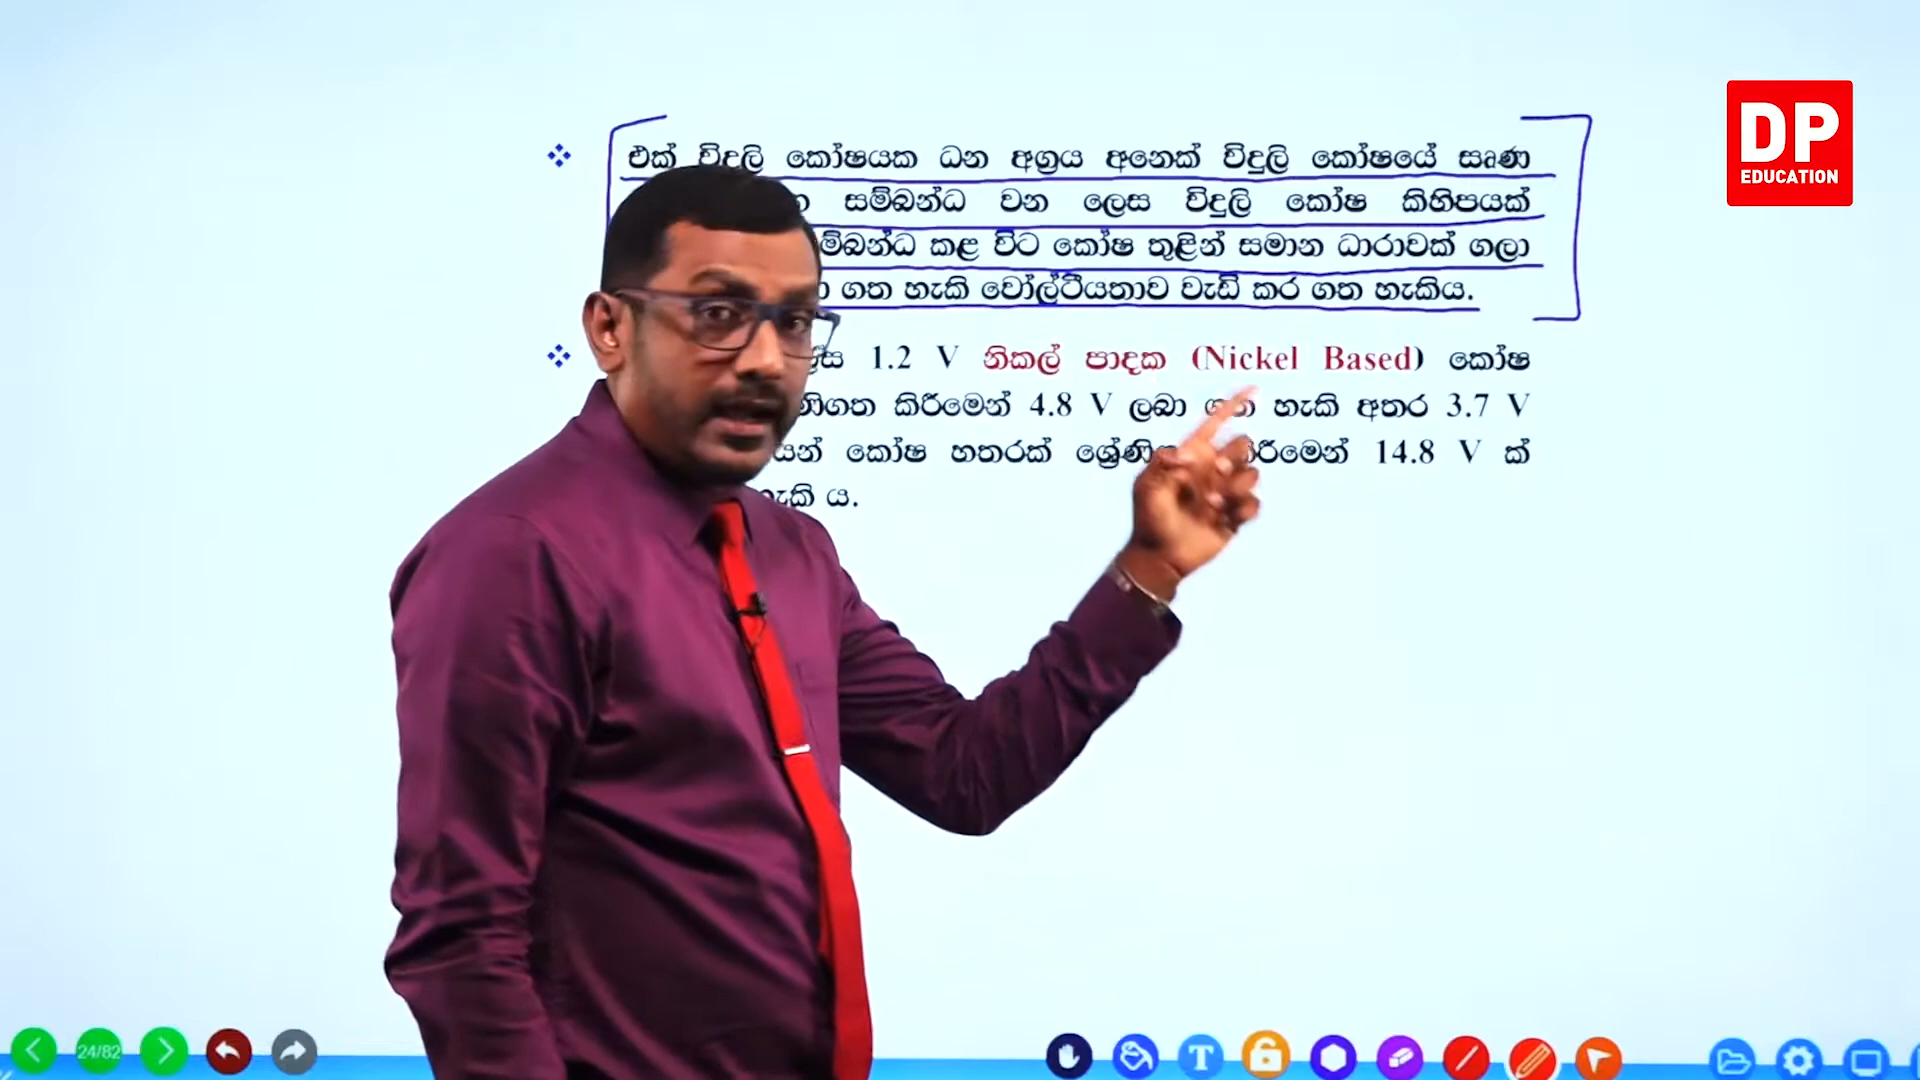 DP
EDUCATION
එක් විදුලි කෝෂයක ධන අග්‍රය අනෙක් විදුලි කෝෂයේ සෘණ
සම්බන්ධ වන ලෙස විදුලි කෝෂ කිහිපයක්
කළ විට කෝෂ තුළින් සමාන ධාරාවක් ගලා
ගත හැකි වෝල්ටීයතාව වැඩි කර ගත හැකිය.
1.2 V නිකල් පාදක (Nickel Based) කෝෂ
කිරීමෙන් 4.8 V ලබා ගත හැකි අතර 3.7 V
කෝෂ හතරක් 14.8 V ක්
ය.
24/82